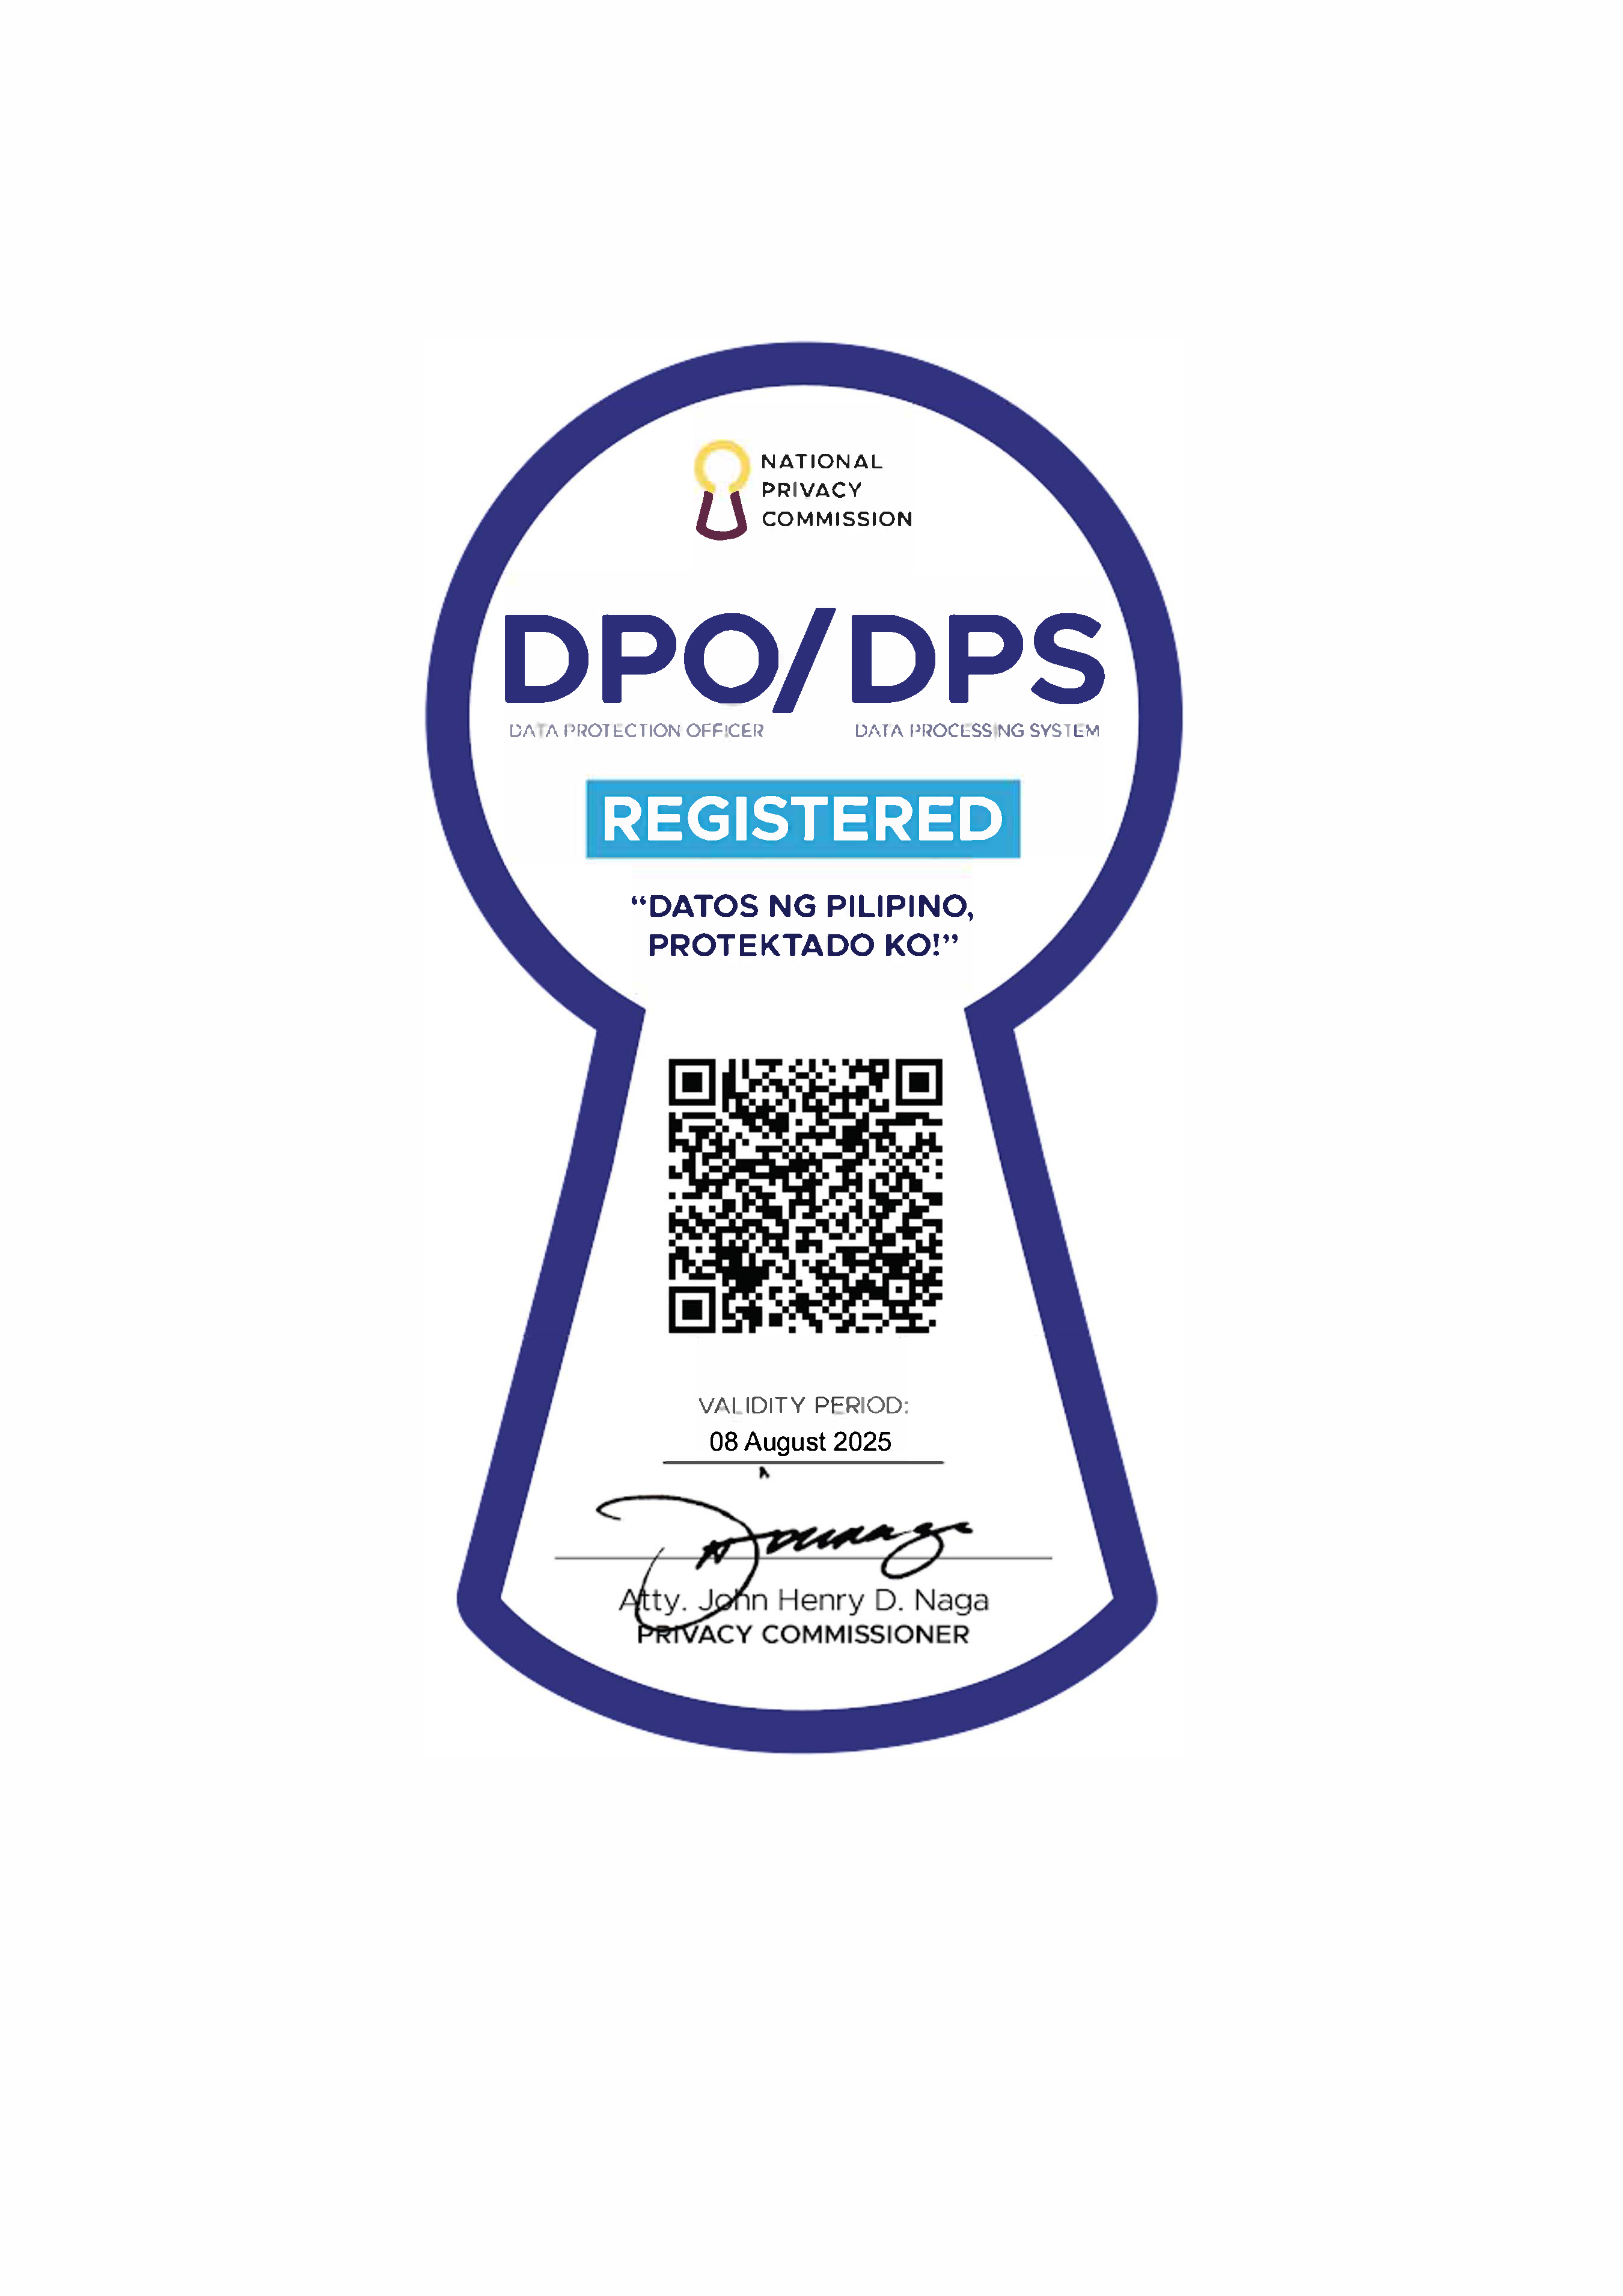 NATIONAL
PRIVACY
COMMISSION
DPO/DPS
DATA PROTECTION OFFICER DATA PROCESSING SYSTEM
REGISTERED
“DATOS NG PILIPINO,
PROTEKTADO KO!”
VALIDITY PERIOD:
08 August 2025
Atty. John Henry D. Naga
PRIVACY COMMISSIONER